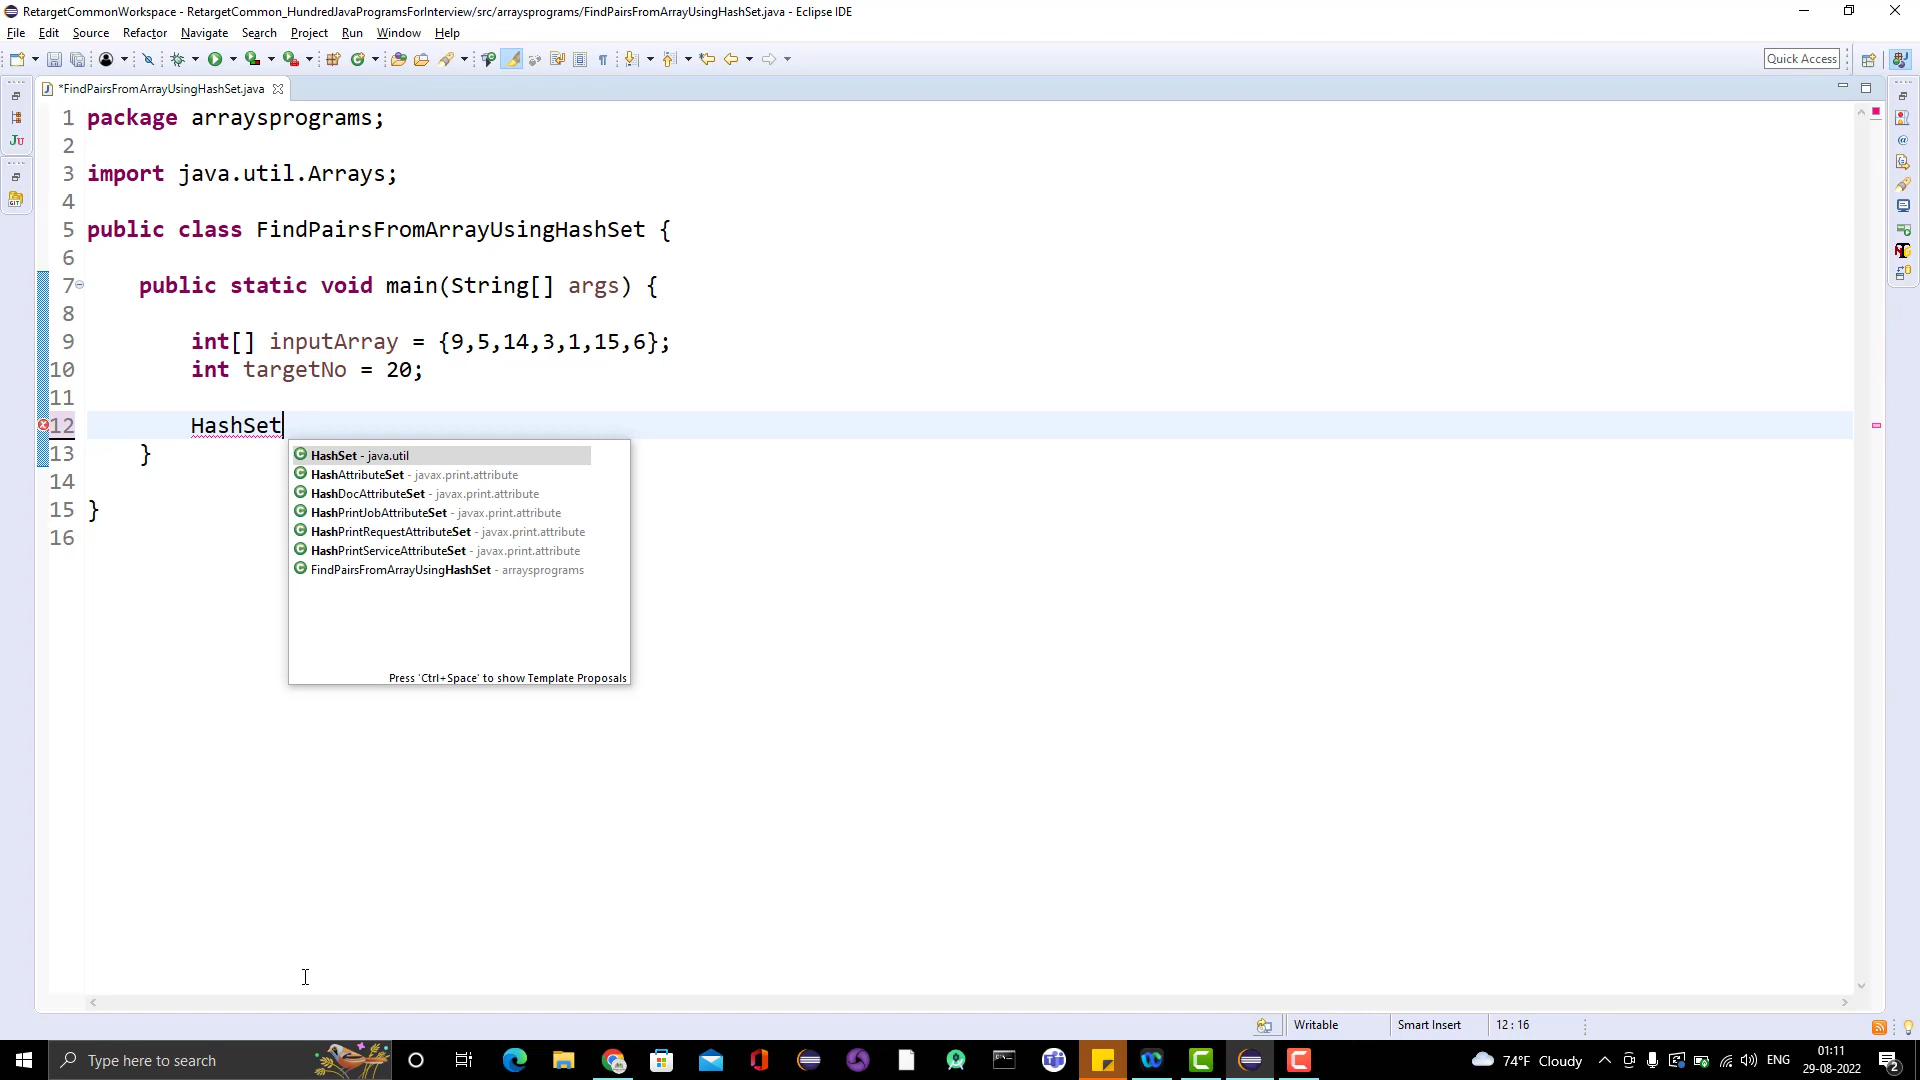 RetargetCommonWorkspace - RetargetCommon_HundredJavaProgramsForInterview/src/arraysprograms/FindPairsFromArrayUsingHashSet.java - Eclipse IDE
File Edit Source Refactor Navigate Search Project Run Window Help
Quick Access
*FindPairsFromArrayUsingHashSet.java
1 package arraysprograms;
2
3 import java.util.Arrays;
4
5 public class FindPairsFromArrayUsingHashSet {
6
7 public static void main(String[] args) {
8
9 int[] inputArray = {9,5,14,3,1,15,6};
10 int targetNo = 20;
11
12 HashSet
13 }
14
15 }
16
HashSet - java.util
HashAttributeSet - javax.print.attribute
HashDocAttributeSet - javax.print.attribute
HashPrintJobAttributeSet - javax.print.attribute
HashPrintRequestAttributeSet - javax.print.attribute
HashPrintServiceAttributeSet - javax.print.attribute
FindPairsFromArrayUsingHashSet - arraysprograms
Press 'Ctrl+Space' to show Template Proposals
Writable Smart Insert 12 : 16
Type here to search
74°F Cloudy ENG
01:11
29-08-2022
2